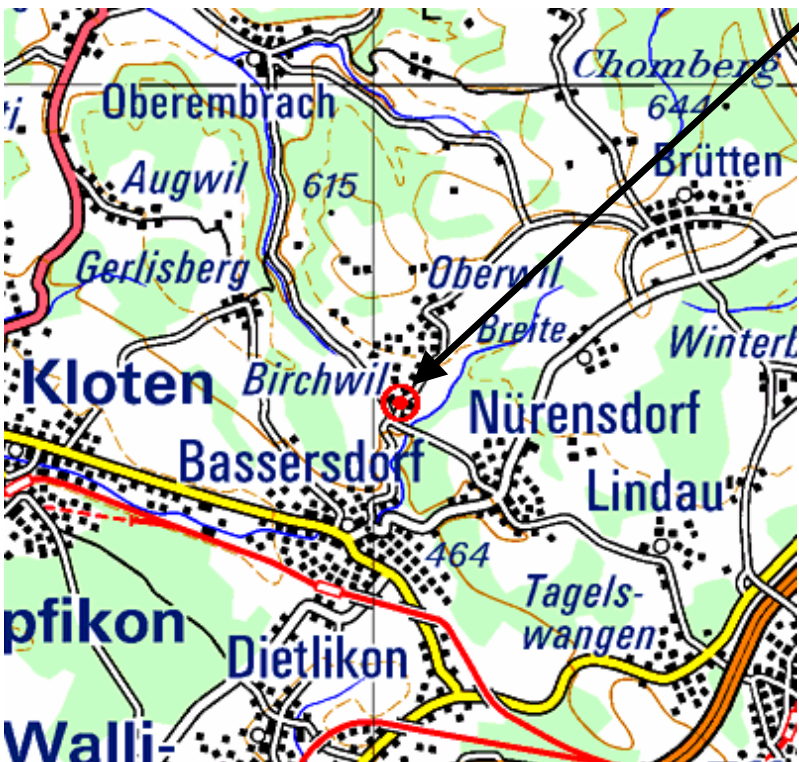 Chomberg
644
Oberembrach
Brütten
Augwil
615
Gerlisberg
Oberwil
Breite
Kloten
Birchwil
Nürensdorf
Bassersdorf
Lindau
464
Tagels-
wangen
pfikon
Dietlikon
Walli-